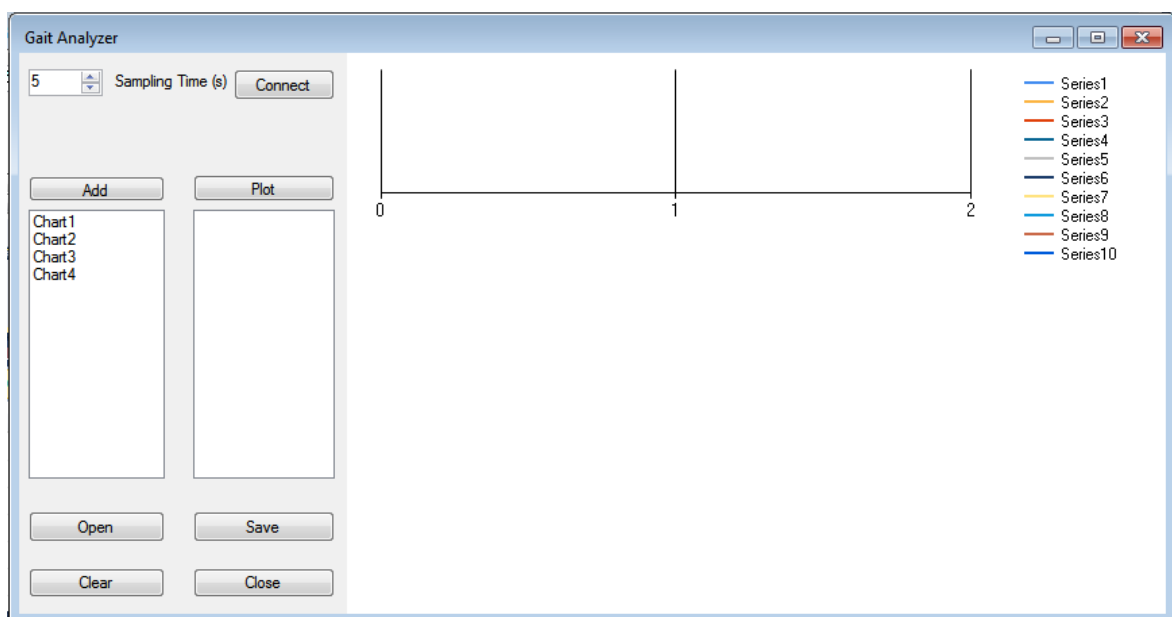 Gait Analyzer
5 Sampling Time (s) Connect
Add Plot
Chart1
Chart2
Chart3
Chart4
Open Save
Clear Close
0 1 2
Series1
Series2
Series3
Series4
Series5
Series6
Series7
Series8
Series9
Series10